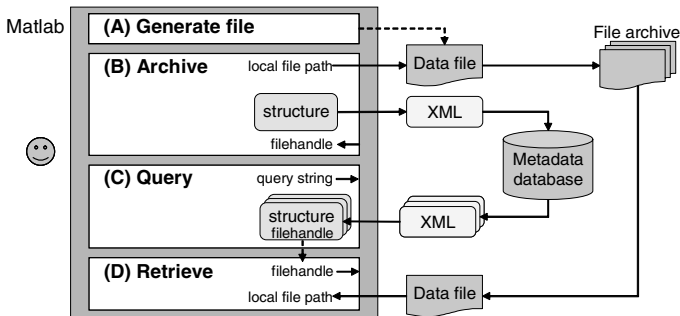 Matlab
(A) Generate file
File archive
(B) Archive
local file path
Data file
structure
XML
filehandle
Metadata
database
(C) Query
query string
structure
filehandle
XML
(D) Retrieve
filehandle
local file path
Data file